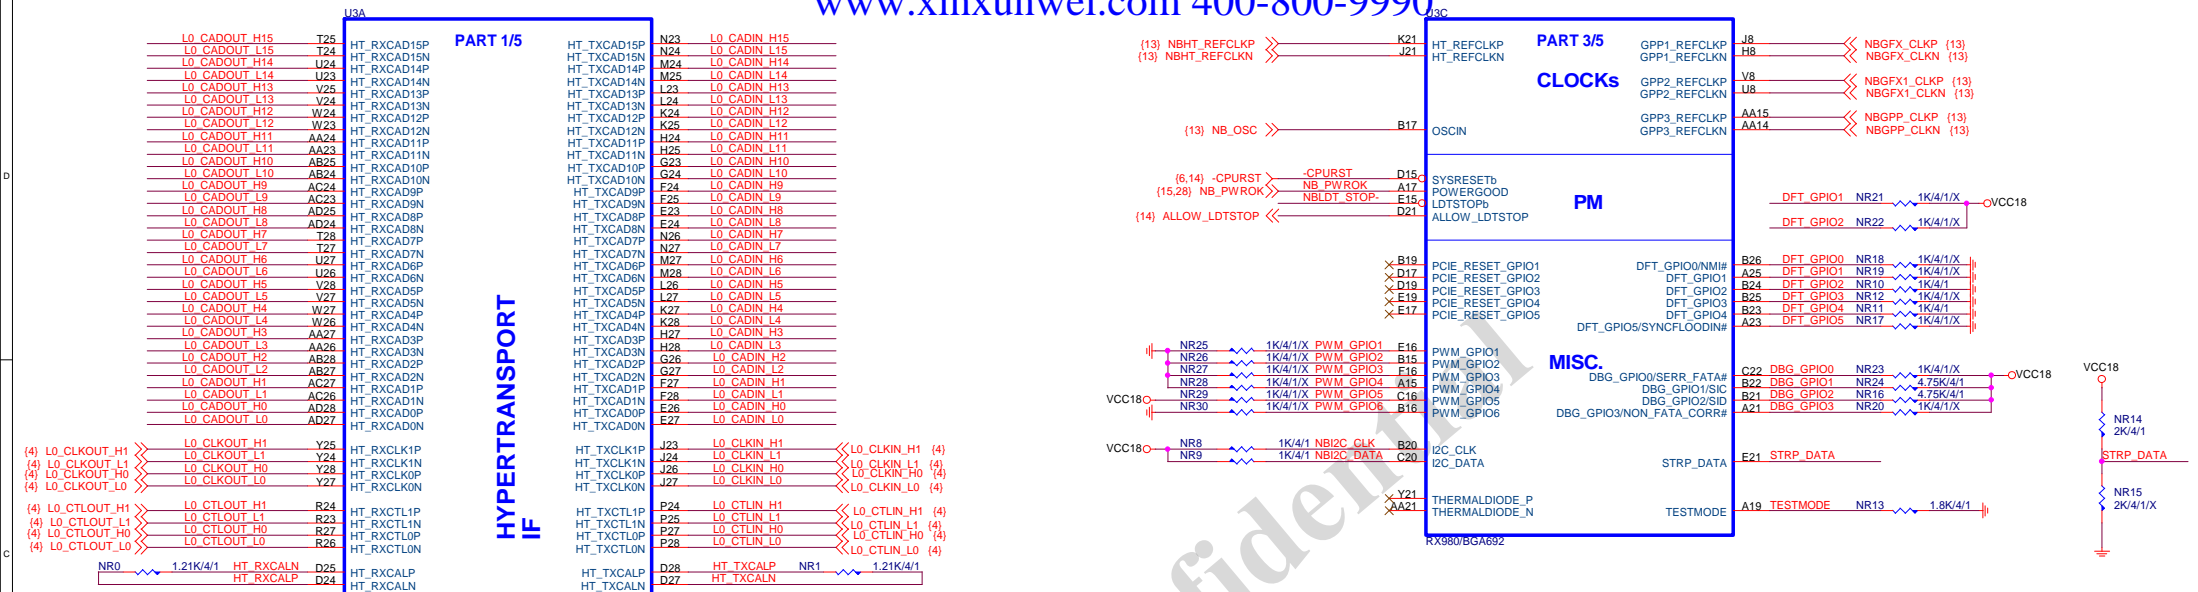 www.xinxunwei.com 400-800-9990
U3A
PART 1/5
HYPERTRANSPORT
IF
L0_CADOUT_H15 T25 HT_RXCAD15P HT_TXCAD15P N23 L0_CADIN_H15
L0_CADOUT_L15 T24 HT_RXCAD15N HT_TXCAD15N N24 L0_CADIN_L15
L0_CADOUT_H14 U24 HT_RXCAD14P HT_TXCAD14P M24 L0_CADIN_H14
L0_CADOUT_L14 U23 HT_RXCAD14N HT_TXCAD14N M25 L0_CADIN_L14
L0_CADOUT_H13 V25 HT_RXCAD13P HT_TXCAD13P L23 L0_CADIN_H13
L0_CADOUT_L13 V24 HT_RXCAD13N HT_TXCAD13N L24 L0_CADIN_L13
L0_CADOUT_H12 W24 HT_RXCAD12P HT_TXCAD12P K24 L0_CADIN_H12
L0_CADOUT_L12 W23 HT_RXCAD12N HT_TXCAD12N K25 L0_CADIN_L12
L0_CADOUT_H11 AA24 HT_RXCAD11P HT_TXCAD11P H24 L0_CADIN_H11
L0_CADOUT_L11 AA23 HT_RXCAD11N HT_TXCAD11N H25 L0_CADIN_L11
L0_CADOUT_H10 AB25 HT_RXCAD10P HT_TXCAD10P G23 L0_CADIN_H10
L0_CADOUT_L10 AB24 HT_RXCAD10N HT_TXCAD10N G24 L0_CADIN_L10
L0_CADOUT_H9 AC24 HT_RXCAD9P HT_TXCAD9P F24 L0_CADIN_H9
L0_CADOUT_L9 AC23 HT_RXCAD9N HT_TXCAD9N F25 L0_CADIN_L9
L0_CADOUT_H8 AD25 HT_RXCAD8P HT_TXCAD8P E23 L0_CADIN_H8
L0_CADOUT_L8 AD24 HT_RXCAD8N HT_TXCAD8N E24 L0_CADIN_L8
L0_CADOUT_H7 T28 HT_RXCAD7P HT_TXCAD7P N26 L0_CADIN_H7
L0_CADOUT_L7 T27 HT_RXCAD7N HT_TXCAD7N N27 L0_CADIN_L7
L0_CADOUT_H6 U27 HT_RXCAD6P HT_TXCAD6P M27 L0_CADIN_H6
L0_CADOUT_L6 U26 HT_RXCAD6N HT_TXCAD6N M28 L0_CADIN_L6
L0_CADOUT_H5 V28 HT_RXCAD5P HT_TXCAD5P L26 L0_CADIN_H5
L0_CADOUT_L5 V27 HT_RXCAD5N HT_TXCAD5N L27 L0_CADIN_L5
L0_CADOUT_H4 W27 HT_RXCAD4P HT_TXCAD4P K27 L0_CADIN_H4
L0_CADOUT_L4 W26 HT_RXCAD4N HT_TXCAD4N K28 L0_CADIN_L4
L0_CADOUT_H3 AA27 HT_RXCAD3P HT_TXCAD3P H27 L0_CADIN_H3
L0_CADOUT_L3 AA26 HT_RXCAD3N HT_TXCAD3N H28 L0_CADIN_L3
L0_CADOUT_H2 AB28 HT_RXCAD2P HT_TXCAD2P G26 L0_CADIN_H2
L0_CADOUT_L2 AB27 HT_RXCAD2N HT_TXCAD2N G27 L0_CADIN_L2
L0_CADOUT_H1 AC27 HT_RXCAD1P HT_TXCAD1P F27 L0_CADIN_H1
L0_CADOUT_L1 AC26 HT_RXCAD1N HT_TXCAD1N F28 L0_CADIN_L1
L0_CADOUT_H0 AD28 HT_RXCAD0P HT_TXCAD0P E26 L0_CADIN_H0
L0_CADOUT_L0 AD27 HT_RXCAD0N HT_TXCAD0N E27 L0_CADIN_L0
{4} L0_CLKOUT_H1 L0_CLKOUT_H1 Y25 HT_RXCLK1P HT_TXCLK1P J23 L0_CLKIN_H1 L0_CLKIN_H1 {4}
{4} L0_CLKOUT_L1 L0_CLKOUT_L1 Y24 HT_RXCLK1N HT_TXCLK1N J24 L0_CLKIN_L1 L0_CLKIN_L1 {4}
{4} L0_CLKOUT_H0 L0_CLKOUT_H0 Y28 HT_RXCLK0P HT_TXCLK0P J26 L0_CLKIN_H0 L0_CLKIN_H0 {4}
{4} L0_CLKOUT_L0 L0_CLKOUT_L0 Y27 HT_RXCLK0N HT_TXCLK0N J27 L0_CLKIN_L0 L0_CLKIN_L0 {4}
{4} L0_CTLOUT_H1 L0_CTLOUT_H1 R24 HT_RXCTL1P HT_TXCTL1P P24 L0_CTLIN_H1 L0_CTLIN_H1 {4}
{4} L0_CTLOUT_L1 L0_CTLOUT_L1 R23 HT_RXCTL1N HT_TXCTL1N P25 L0_CTLIN_L1 L0_CTLIN_L1 {4}
{4} L0_CTLOUT_H0 L0_CTLOUT_H0 R27 HT_RXCTL0P HT_TXCTL0P P27 L0_CTLIN_H0 L0_CTLIN_H0 {4}
{4} L0_CTLOUT_L0 L0_CTLOUT_L0 R26 HT_RXCTL0N HT_TXCTL0N P28 L0_CTLIN_L0 L0_CTLIN_L0 {4}
NR0 1.21K/4/1 HT_RXCALN D25 HT_RXCALP HT_TXCALP D28 HT_TXCALP NR1 1.21K/4/1
HT_RXCALP D24 HT_RXCALN HT_TXCALN D27 HT_TXCALN
D
C
U3C
PART 3/5
CLOCKs
{13} NBHT_REFCLKP K21 HT_REFCLKP GPP1_REFCLKP J8 NBGFX_CLKP {13}
{13} NBHT_REFCLKN J21 HT_REFCLKN GPP1_REFCLKN H8 NBGFX_CLKN {13}
GPP2_REFCLKP V8 NBGFX1_CLKP {13}
GPP2_REFCLKN U8 NBGFX1_CLKN {13}
GPP3_REFCLKP AA15 NBGPP_CLKP {13}
{13} NB_OSC B17 OSCIN GPP3_REFCLKN AA14 NBGPP_CLKN {13}
PM
{6,14} -CPURST -CPURST D15 SYSRESETb
{15,28} NB_PWROK NB_PWROK A17 POWERGOOD
NBLDT_STOP- E15 LDTSTOPb
{14} ALLOW_LDTSTOP D21 ALLOW_LDTSTOP
DFT_GPIO1 NR21 1K/4/1/X VCC18
DFT_GPIO2 NR22 1K/4/1/X
MISC.
B19 PCIE_RESET_GPIO1 DFT_GPIO0/NMI# B26 DFT_GPIO0 NR18 1K/4/1/X
D17 PCIE_RESET_GPIO2 DFT_GPIO1 A25 DFT_GPIO1 NR19 1K/4/1/X
D19 PCIE_RESET_GPIO3 DFT_GPIO2 B24 DFT_GPIO2 NR10 1K/4/1
E19 PCIE_RESET_GPIO4 DFT_GPIO3 B25 DFT_GPIO3 NR12 1K/4/1/X
E17 PCIE_RESET_GPIO5 DFT_GPIO4 B23 DFT_GPIO4 NR11 1K/4/1
DFT_GPIO5/SYNCFLOODIN# A23 DFT_GPIO5 NR17 1K/4/1/X
NR25 1K/4/1/X PWM_GPIO1 E16 PWM_GPIO1
NR26 1K/4/1/X PWM_GPIO2 B15 PWM_GPIO2
NR27 1K/4/1/X PWM_GPIO3 F16 PWM_GPIO3
NR28 1K/4/1/X PWM_GPIO4 A15 PWM_GPIO4
VCC18 NR29 1K/4/1/X PWM_GPIO5 C16 PWM_GPIO5
NR30 1K/4/1/X PWM_GPIO6 B16 PWM_GPIO6
DBG_GPIO0/SERR_FATA# C22 DBG_GPIO0 NR23 1K/4/1/X VCC18
DBG_GPIO1/SIC B22 DBG_GPIO1 NR24 4.75K/4/1
DBG_GPIO2/SID B21 DBG_GPIO2 NR16 4.75K/4/1
DBG_GPIO3/NON_FATA_CORR# A21 DBG_GPIO3 NR20 1K/4/1/X
VCC18 NR8 1K/4/1 NBI2C_CLK B20 I2C_CLK
NR9 1K/4/1 NBI2C_DATA C20 I2C_DATA STRP_DATA E21 STRP_DATA
Y21 THERMALDIODE_P
AA21 THERMALDIODE_N TESTMODE A19 TESTMODE NR13 1.8K/4/1
RX980/BGA692
VCC18
NR14
2K/4/1
STRP_DATA
NR15
2K/4/1/X
fidential